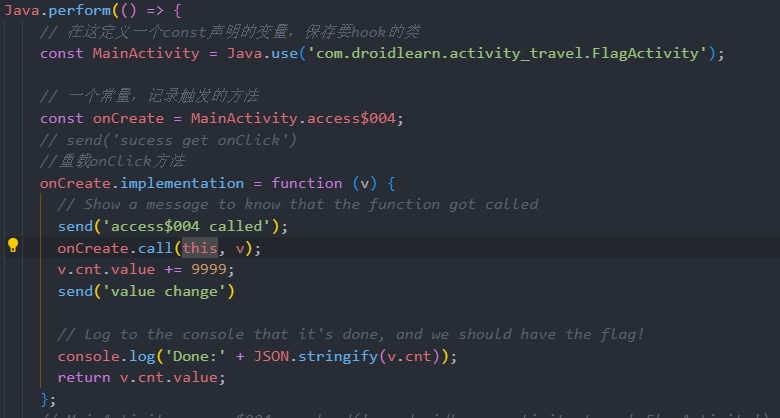 Java.perform(() => {
// 在这定义一个const声明的变量，保存要hook的类
const MainActivity = Java.use('com.droidlearn.activity_travel.FlagActivity');
// 一个常量，记录触发的方法
const onCreate = MainActivity.access$004;
// send('sucess get onClick')
//重载onClick方法
onCreate.implementation = function (v) {
// Show a message to know that the function got called
send('access$004 called');
onCreate.call(this, v);
v.cnt.value += 9999;
send('value change')
// Log to the console that it's done, and we should have the flag!
console.log('Done:' + JSON.stringify(v.cnt));
return v.cnt.value;
};